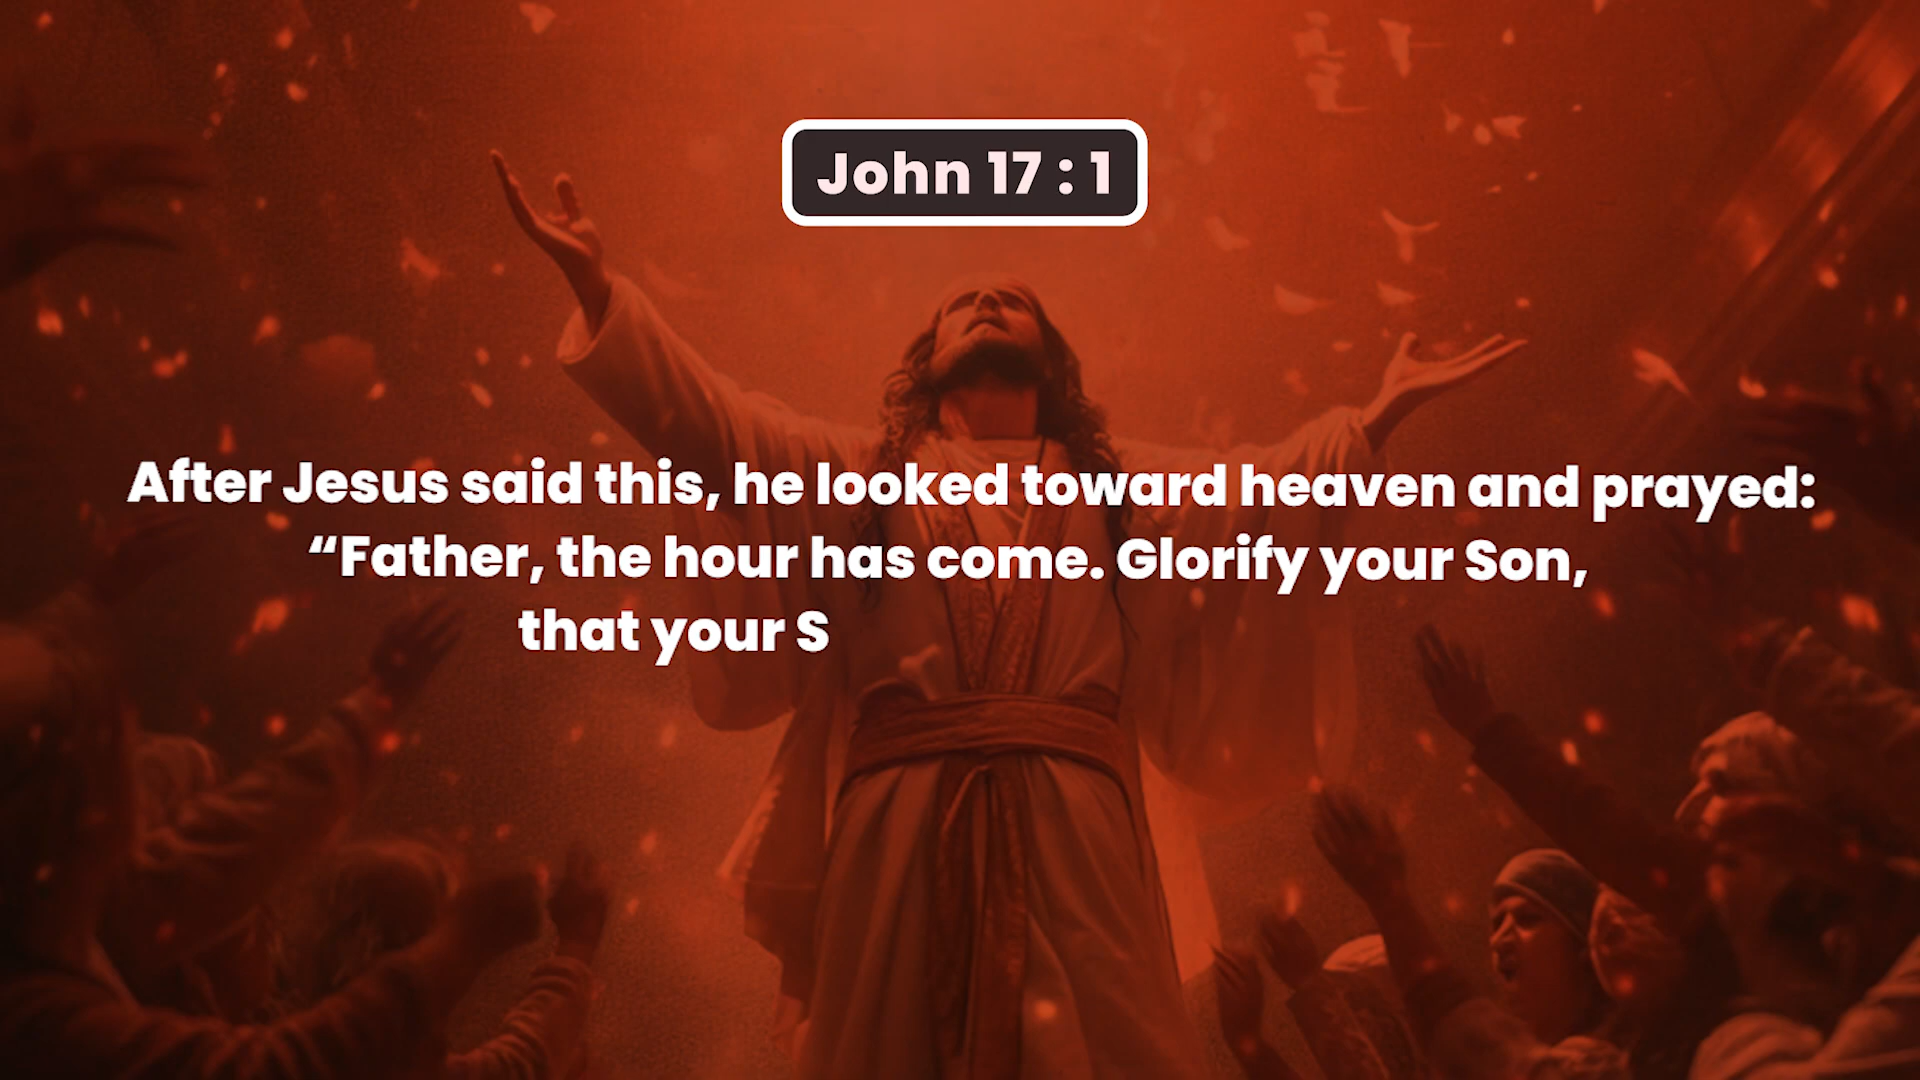 John 17 : 1
After Jesus said this, he looked toward heaven and prayed:
“Father, the hour has come. Glorify your Son,
that your S